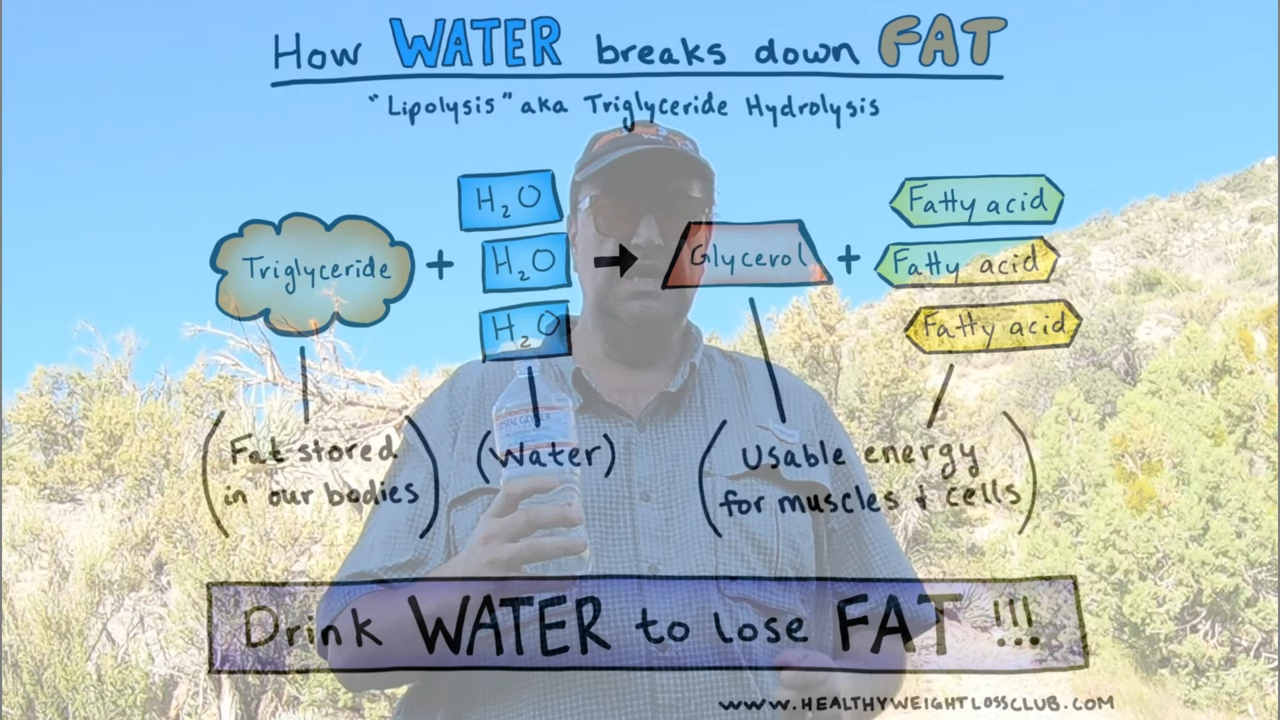 How WATER breaks down FAT
"Lipolysis" aka Triglyceride Hydrolysis
Triglyceride + H₂O H₂O H₂O → Glycerol + Fatty acid Fatty acid Fatty acid
(Fat stored in our bodies)
(Water)
(Usable energy for muscles & cells)
Drink WATER to lose FAT !!!
WWW.HEALTHYWEIGHTLOSSCLUB.COM